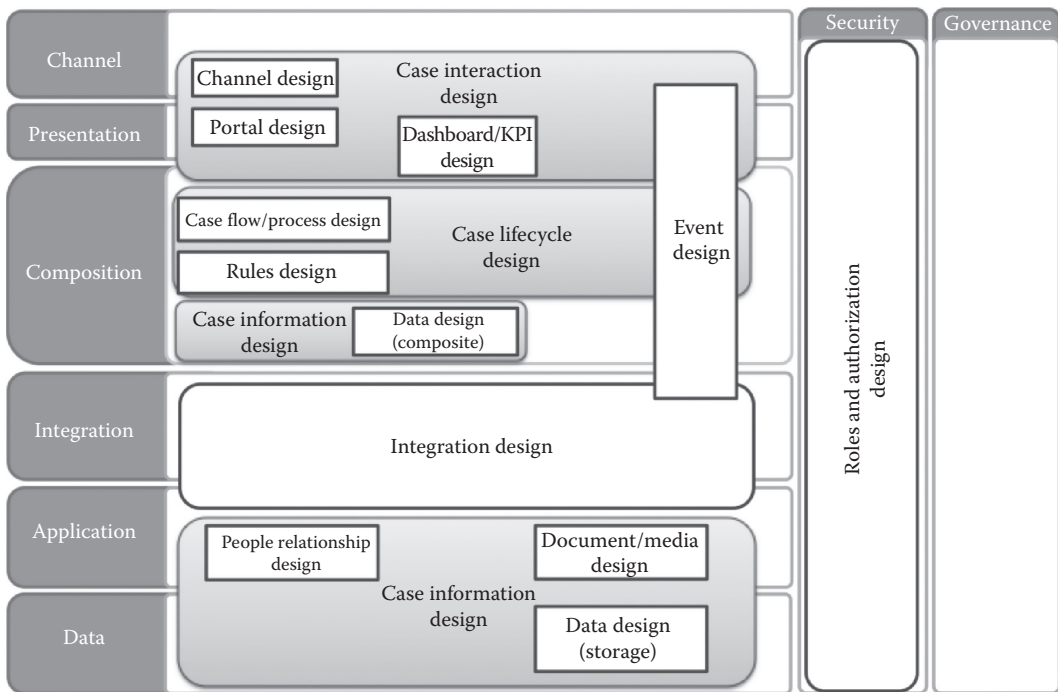 Security
Governance
Channel
Channel design
Case interaction
design
Presentation
Portal design
Dashboard/KPI
design
Event
design
Composition
Case flow/process design
Case lifecycle
design
Rules design
Case information
design
Data design
(composite)
Roles and authorization
design
Integration
Integration design
Application
People relationship
design
Document/media
design
Case information
design
Data
Data design
(storage)